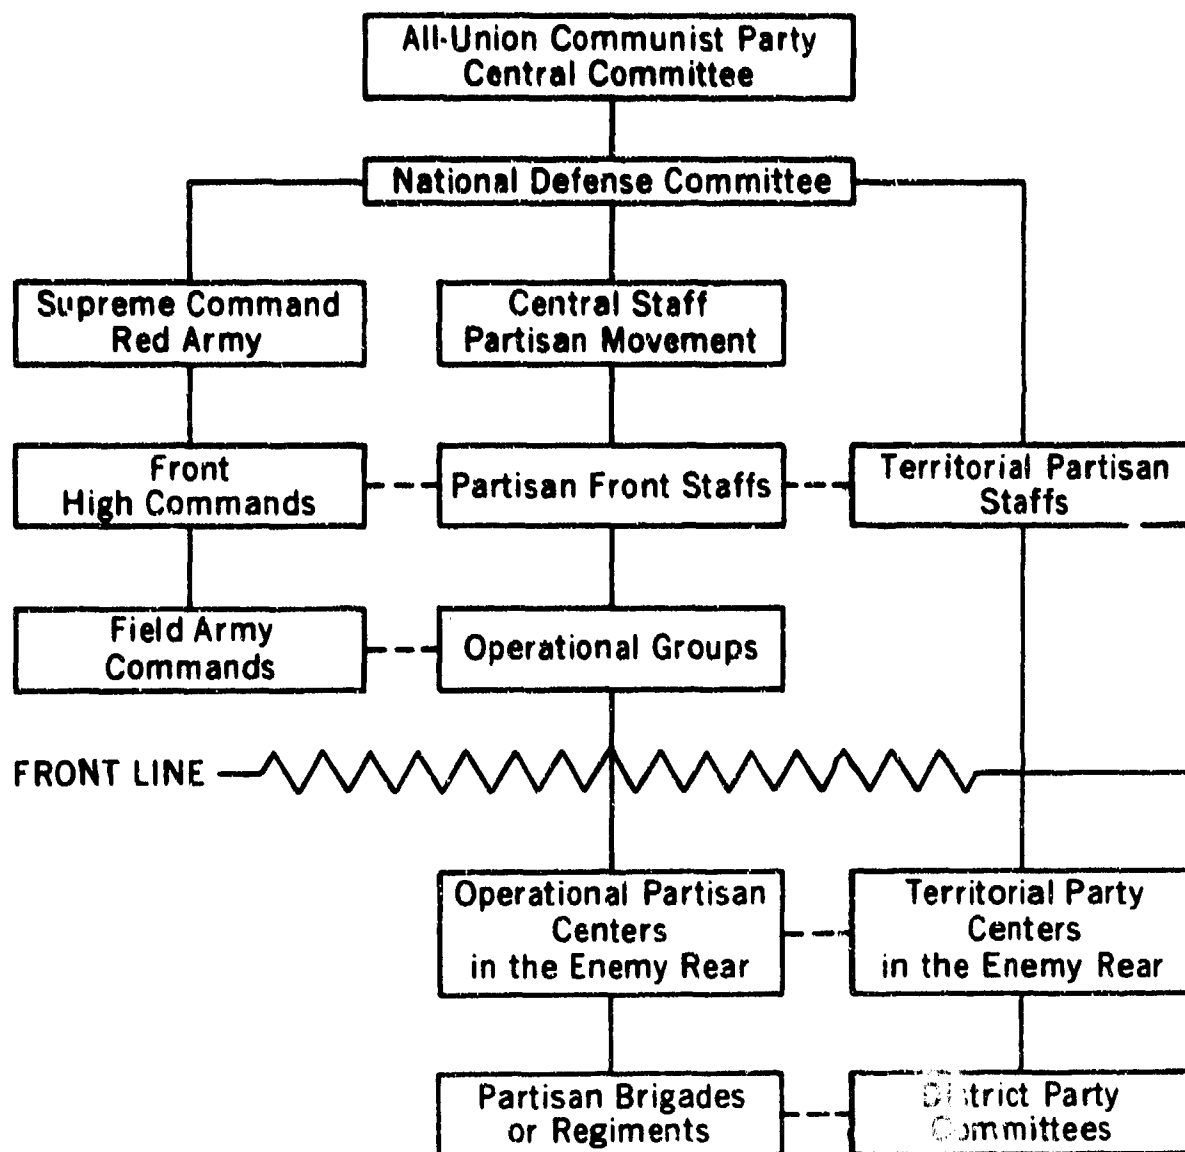 All-Union Communist Party
Central Committee
National Defense Committee
Supreme Command
Red Army
Central Staff
Partisan Movement
Front
High Commands
Partisan Front Staffs
Territorial Partisan
Staffs
Field Army
Commands
Operational Groups
FRONT LINE
Operational Partisan
Centers
in the Enemy Rear
Territorial Party
Centers
in the Enemy Rear
Partisan Brigades
or Regiments
District Party
Committees